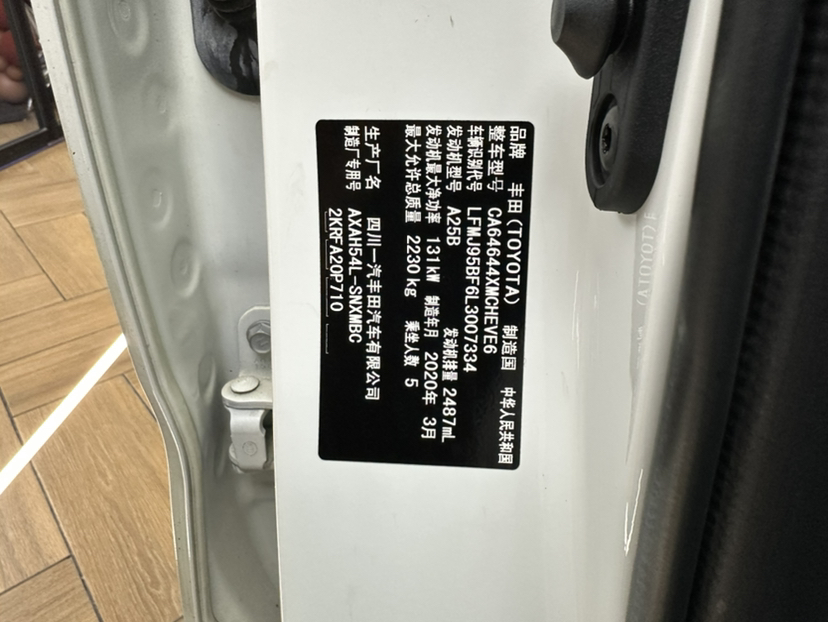 品牌 丰田(TOYOTA) 制造国 中华人民共和国
整车型号 CA64644XMCHEVE6
车辆识别代号 LFMJ95BF6L3007334
发动机型号 A25B 发动机排量 2487mL
发动机最大净功率 131kW 制造年月 2020年 3月
最大允许总质量 2230kg 乘坐人数 5
生产厂名 四川一汽丰田汽车有限公司
制造厂专用号 AXAH54L-SNXMBC
2KRFA20P710